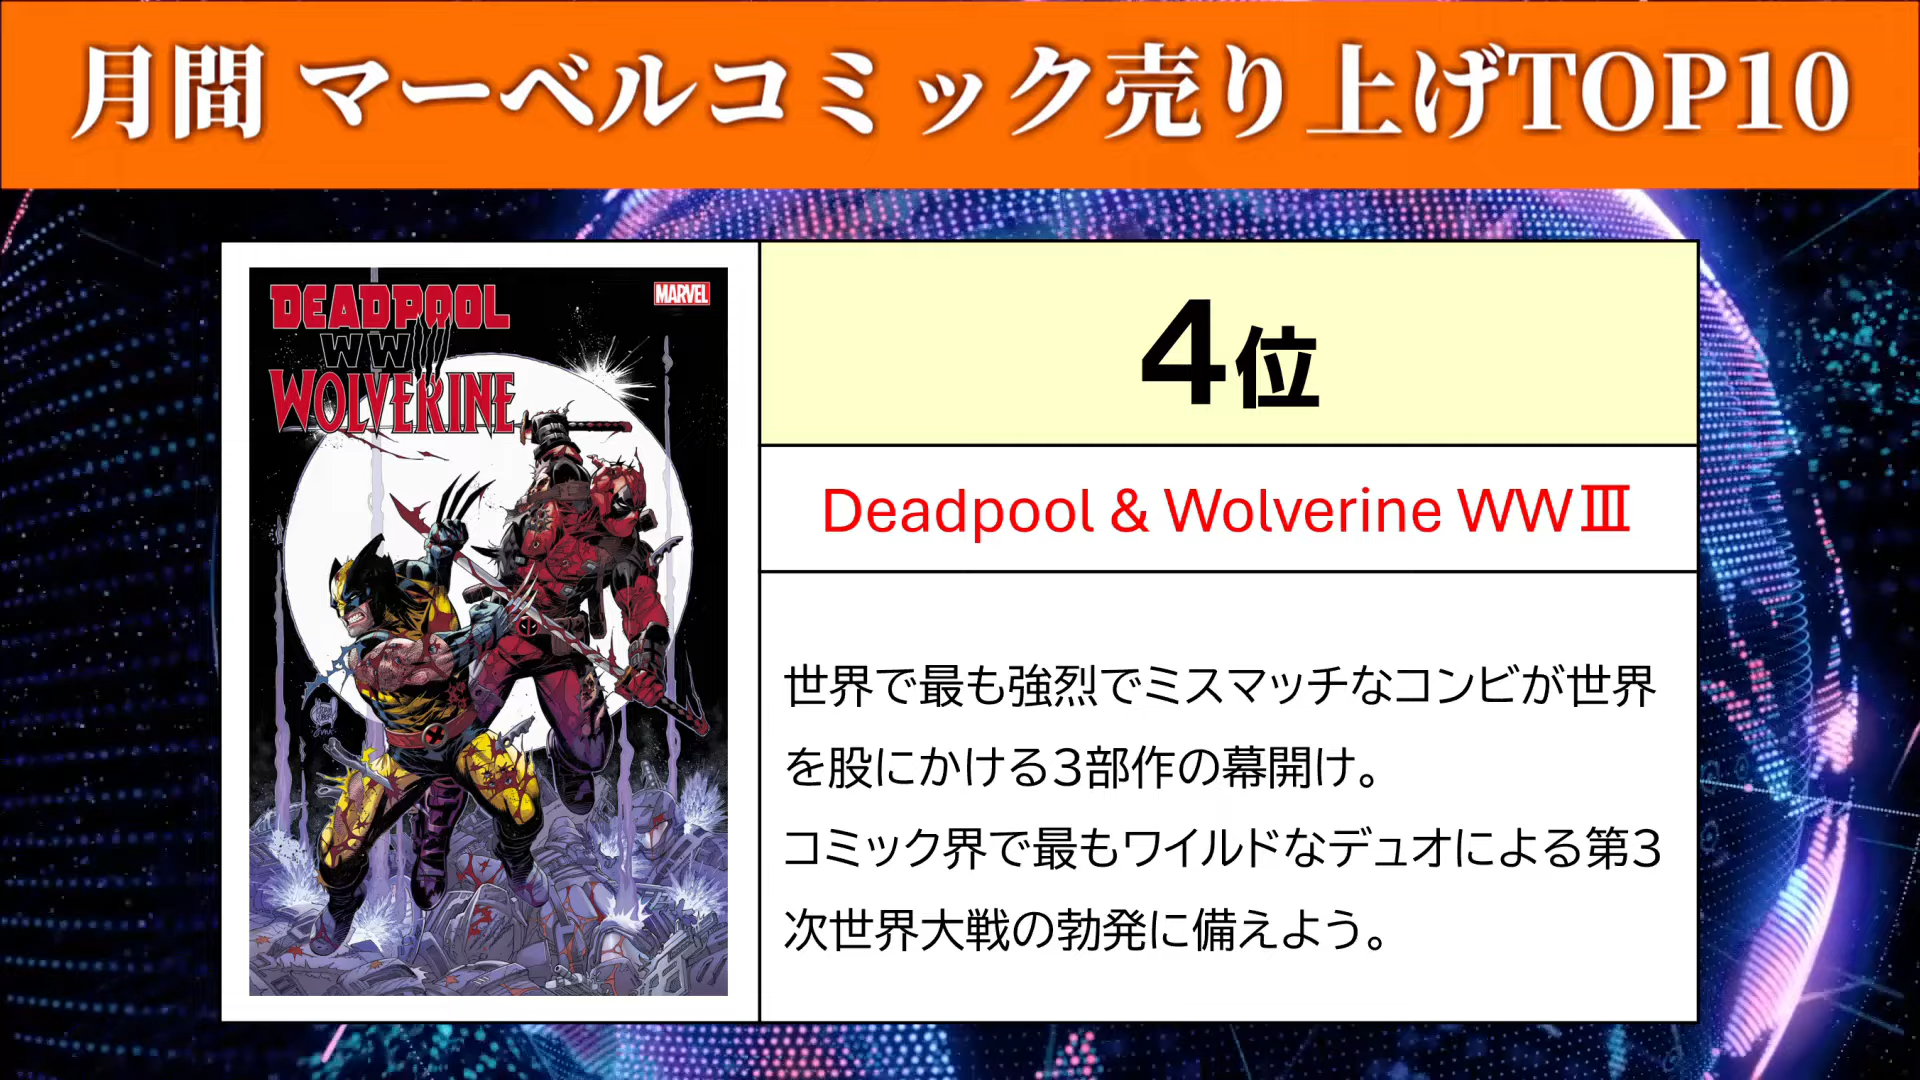 月間 マーベルコミック売り上げTOP10
DEADPOOL
MARVEL
WWIII
WOLVERINE
4位
Deadpool & Wolverine WWⅢ
世界で最も強烈でミスマッチなコンビが世界
を股にかける3部作の幕開け。
コミック界で最もワイルドなデュオによる第3
次世界大戦の勃発に備えよう。